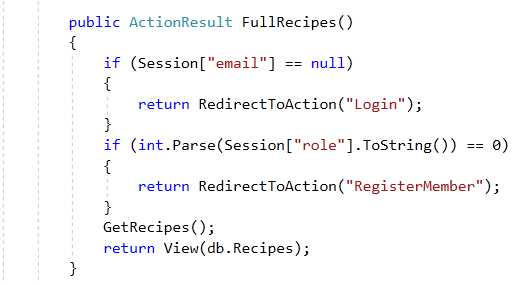 public ActionResult FullRecipes()
{
if (Session["email"] == null)
{
return RedirectToAction("Login");
}
if (int.Parse(Session["role"].ToString()) == 0)
{
return RedirectToAction("RegisterMember");
}
GetRecipes();
return View(db.Recipes);
}